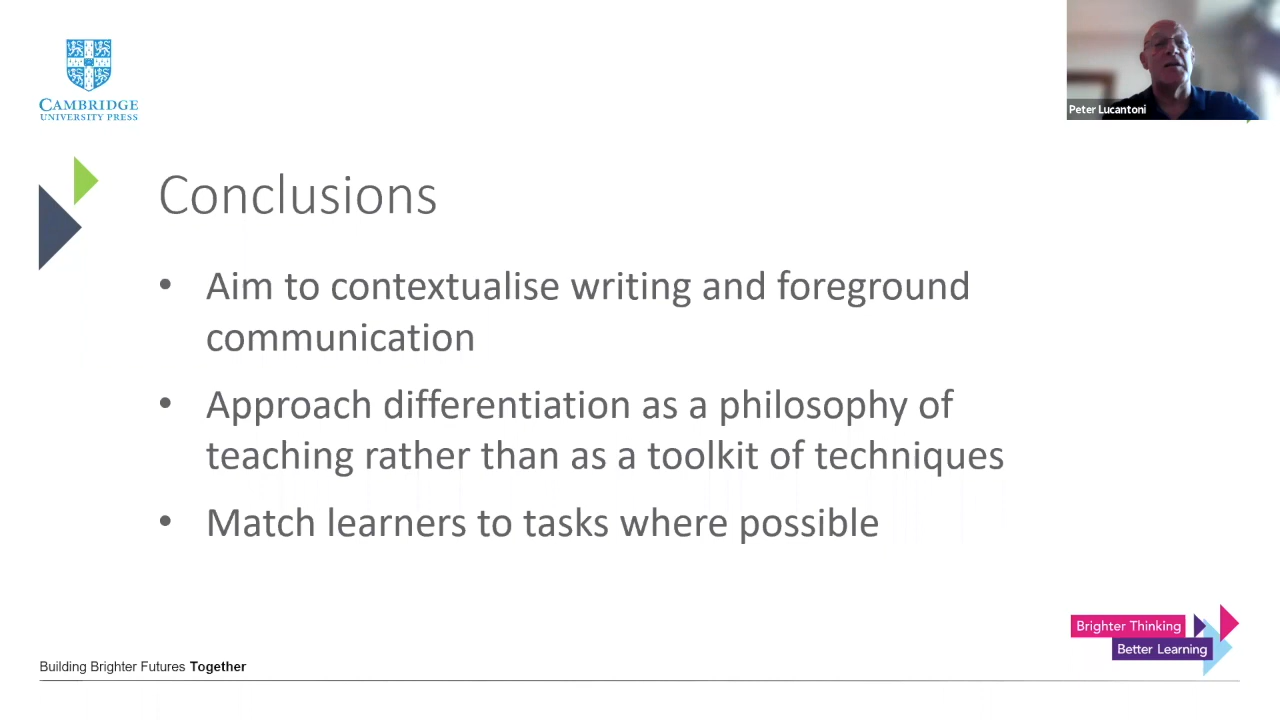 CAMBRIDGE
UNIVERSITY PRESS
Peter Lucantoni
Conclusions
• Aim to contextualise writing and foreground
communication
• Approach differentiation as a philosophy of
teaching rather than as a toolkit of techniques
• Match learners to tasks where possible
Brighter Thinking
Better Learning
Building Brighter Futures Together